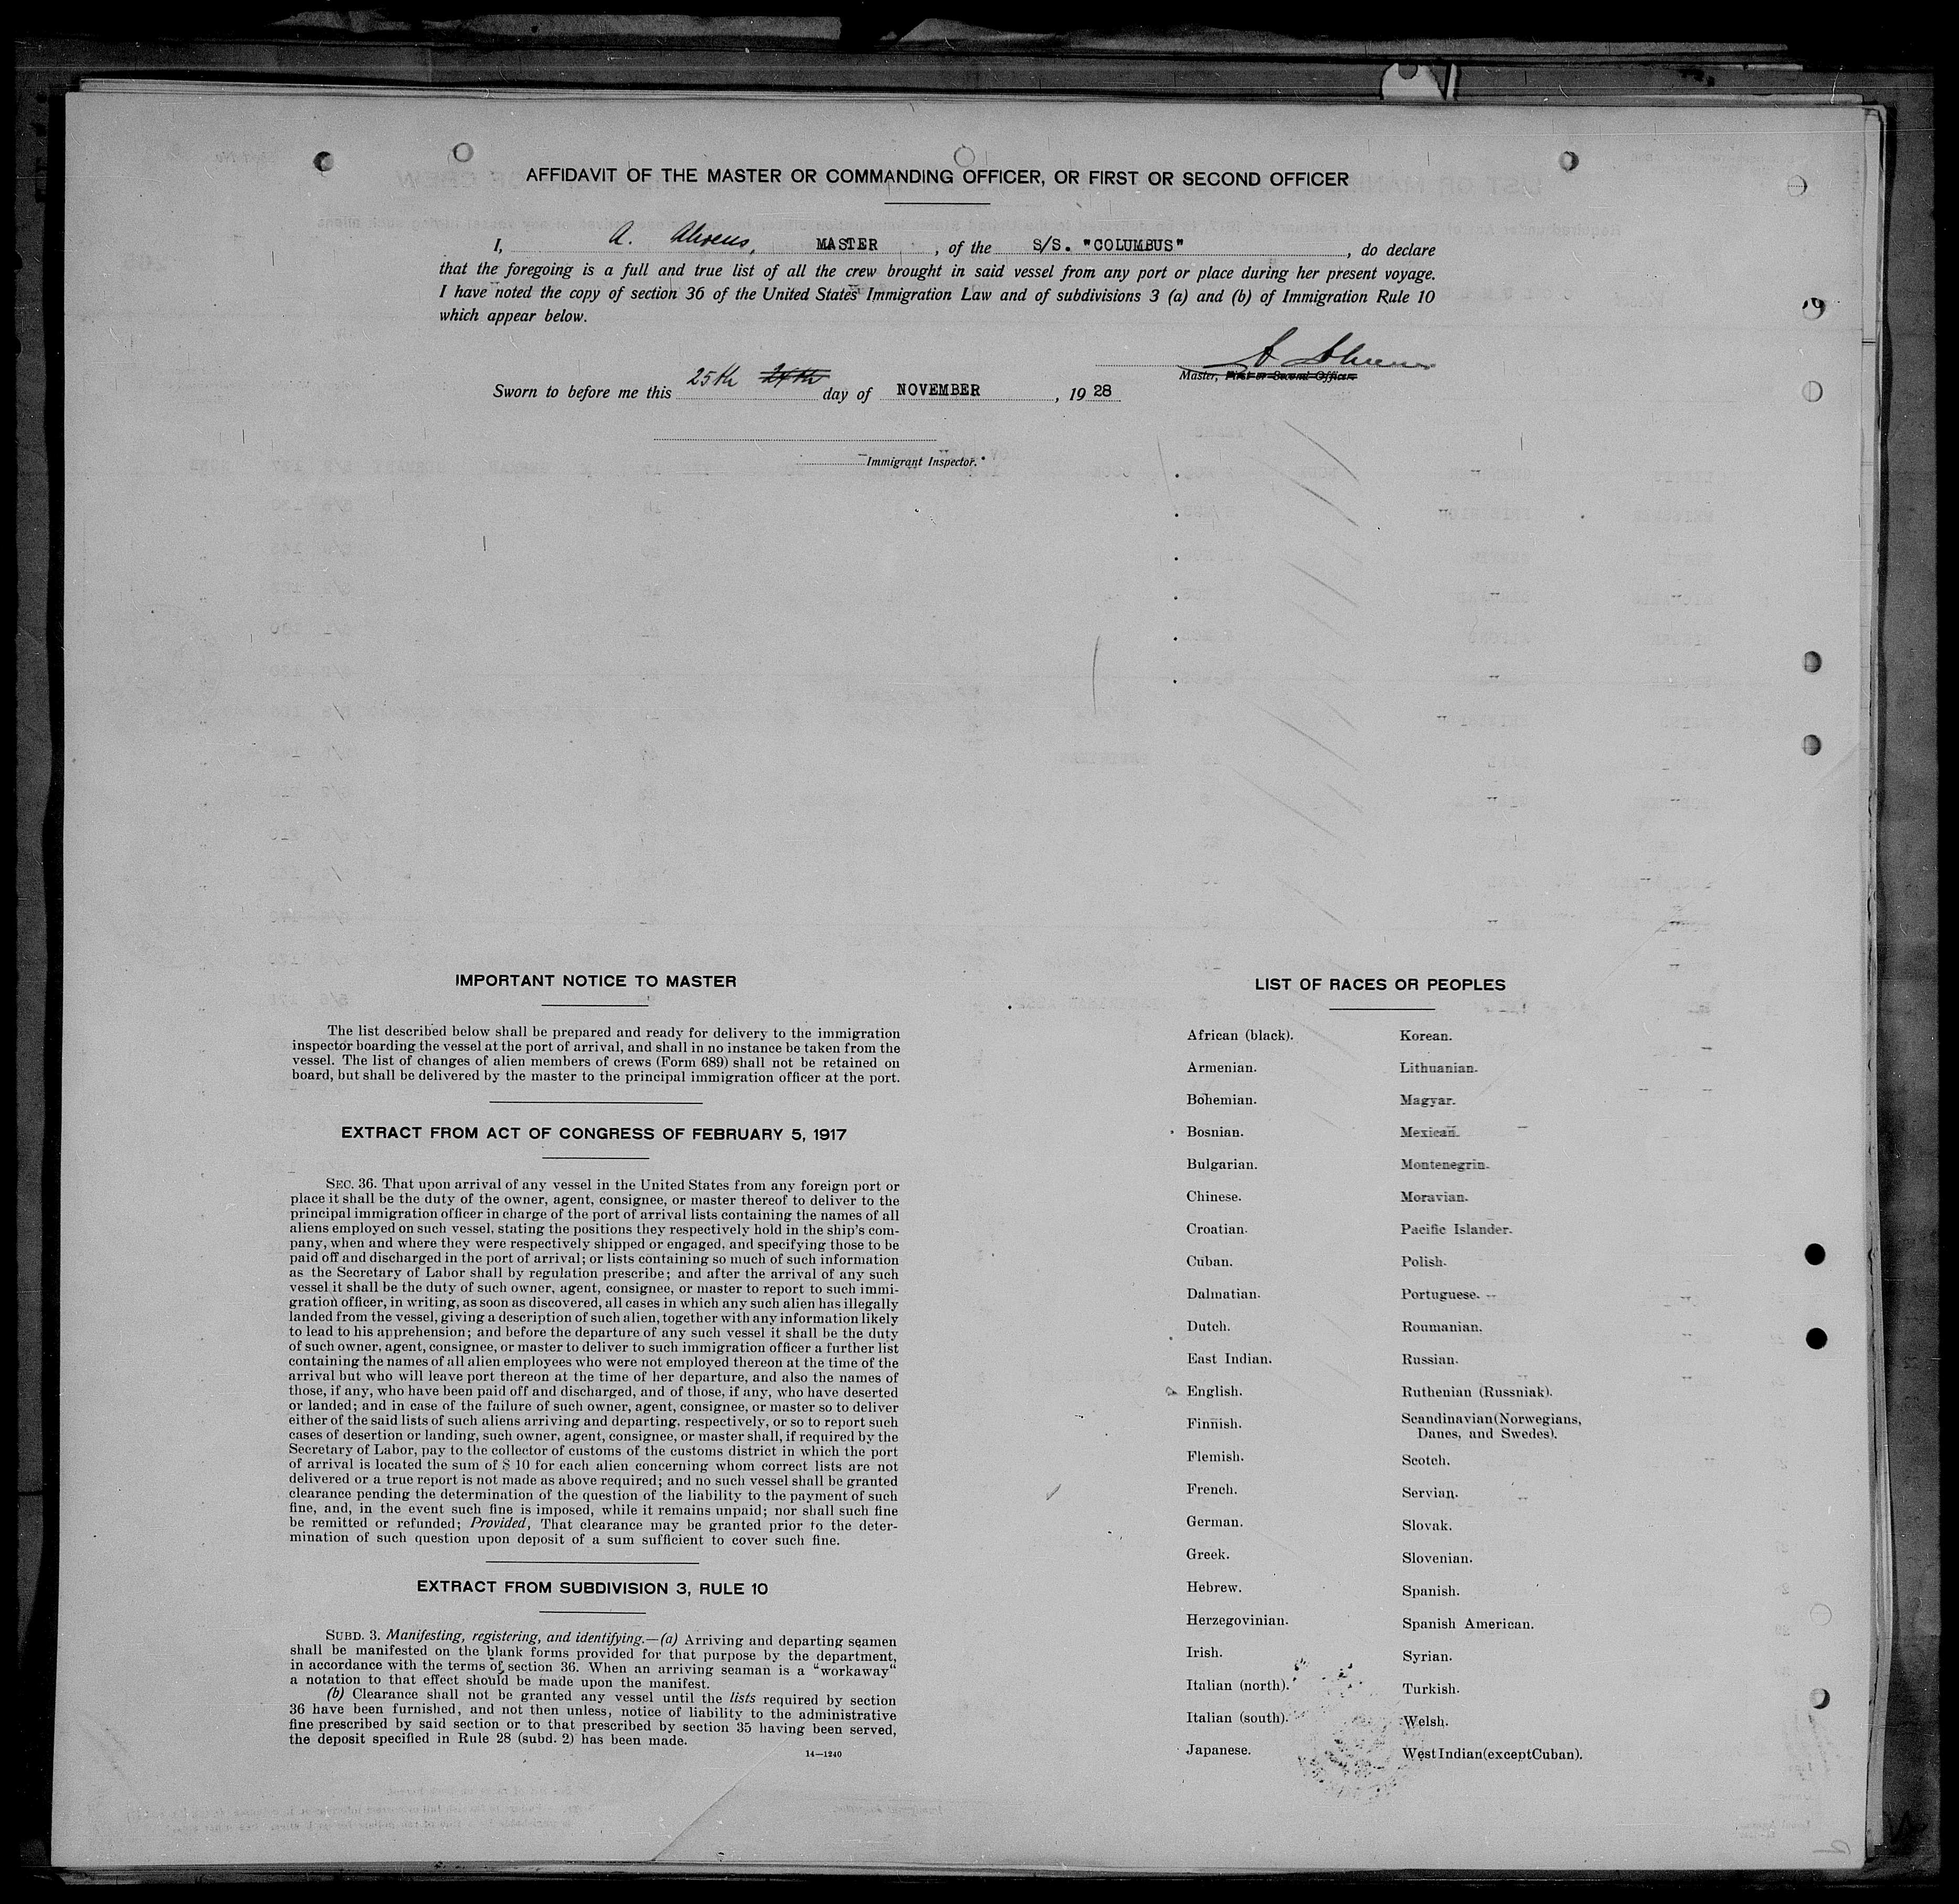 AFFIDAVIT OF THE MASTER OR COMMANDING OFFICER, OR FIRST OR SECOND OFFICER
I, A. Ahrens, MASTER, of the S/S. "COLUMBUS", do declare
that the foregoing is a full and true list of all the crew brought in said vessel from any port or place during her present voyage.
I have noted the copy of section 36 of the United States Immigration Law and of subdivisions 3 (a) and (b) of Immigration Rule 10
which appear below.
A Ahrens
Master, First or Second Officer.
Sworn to before me this 25th 24th day of NOVEMBER, 1928
Immigrant Inspector.
IMPORTANT NOTICE TO MASTER
The list described below shall be prepared and ready for delivery to the immigration
inspector boarding the vessel at the port of arrival, and shall in no instance be taken from the
vessel. The list of changes of alien members of crews (Form 689) shall not be retained on
board, but shall be delivered by the master to the principal immigration officer at the port.
EXTRACT FROM ACT OF CONGRESS OF FEBRUARY 5, 1917
SEC. 36. That upon arrival of any vessel in the United States from any foreign port or
place it shall be the duty of the owner, agent, consignee, or master thereof to deliver to the
principal immigration officer in charge of the port of arrival lists containing the names of all
aliens employed on such vessel, stating the positions they respectively hold in the ship's com-
pany, when and where they were respectively shipped or engaged, and specifying those to be
paid off and discharged in the port of arrival; or lists containing so much of such information
as the Secretary of Labor shall by regulation prescribe; and after the arrival of any such
vessel it shall be the duty of such owner, agent, consignee, or master to report to such immi-
gration officer, in writing, as soon as discovered, all cases in which any such alien has illegally
landed from the vessel, giving a description of such alien, together with any information likely
to lead to his apprehension; and before the departure of any such vessel it shall be the duty
of such owner, agent, consignee, or master to deliver to such immigration officer a further list
containing the names of all alien employees who were not employed thereon at the time of the
arrival but who will leave port thereon at the time of her departure, and also the names of
those, if any, who have been paid off and discharged, and of those, if any, who have deserted
or landed; and in case of the failure of such owner, agent, consignee, or master so to deliver
either of the said lists of such aliens arriving and departing, respectively, or so to report such
cases of desertion or landing, such owner, agent, consignee, or master shall, if required by the
Secretary of Labor, pay to the collector of customs of the customs district in which the port
of arrival is located the sum of $ 10 for each alien concerning whom correct lists are not
delivered or a true report is not made as above required; and no such vessel shall be granted
clearance pending the determination of the question of the liability to the payment of such
fine, and, in the event such fine is imposed, while it remains unpaid; nor shall such fine
be remitted or refunded; Provided, That clearance may be granted prior to the deter-
mination of such question upon deposit of a sum sufficient to cover such fine.
EXTRACT FROM SUBDIVISION 3, RULE 10
SUBD. 3. Manifesting, registering, and identifying.—(a) Arriving and departing seamen
shall be manifested on the blank forms provided for that purpose by the department,
in accordance with the terms of section 36. When an arriving seaman is a "workaway"
a notation to that effect should be made upon the manifest.
(b) Clearance shall not be granted any vessel until the lists required by section
36 have been furnished, and not then unless, notice of liability to the administrative
fine prescribed by said section or to that prescribed by section 35 having been served,
the deposit specified in Rule 28 (subd. 2) has been made.
14—1240
LIST OF RACES OR PEOPLES
African (black).
Armenian.
Bohemian.
Bosnian.
Bulgarian.
Chinese.
Croatian.
Cuban.
Dalmatian.
Dutch.
East Indian.
English.
Finnish.
Flemish.
French.
German.
Greek.
Hebrew.
Herzegovinian.
Irish.
Italian (north).
Italian (south).
Japanese.
Korean.
Lithuanian.
Magyar.
Mexican.
Montenegrin.
Moravian.
Pacific Islander.
Polish.
Portuguese.
Roumanian.
Russian.
Ruthenian (Russniak).
Scandinavian(Norwegians,
Danes, and Swedes).
Scotch.
Servian.
Slovak.
Slovenian.
Spanish.
Spanish American.
Syrian.
Turkish.
Welsh.
West Indian(except Cuban).